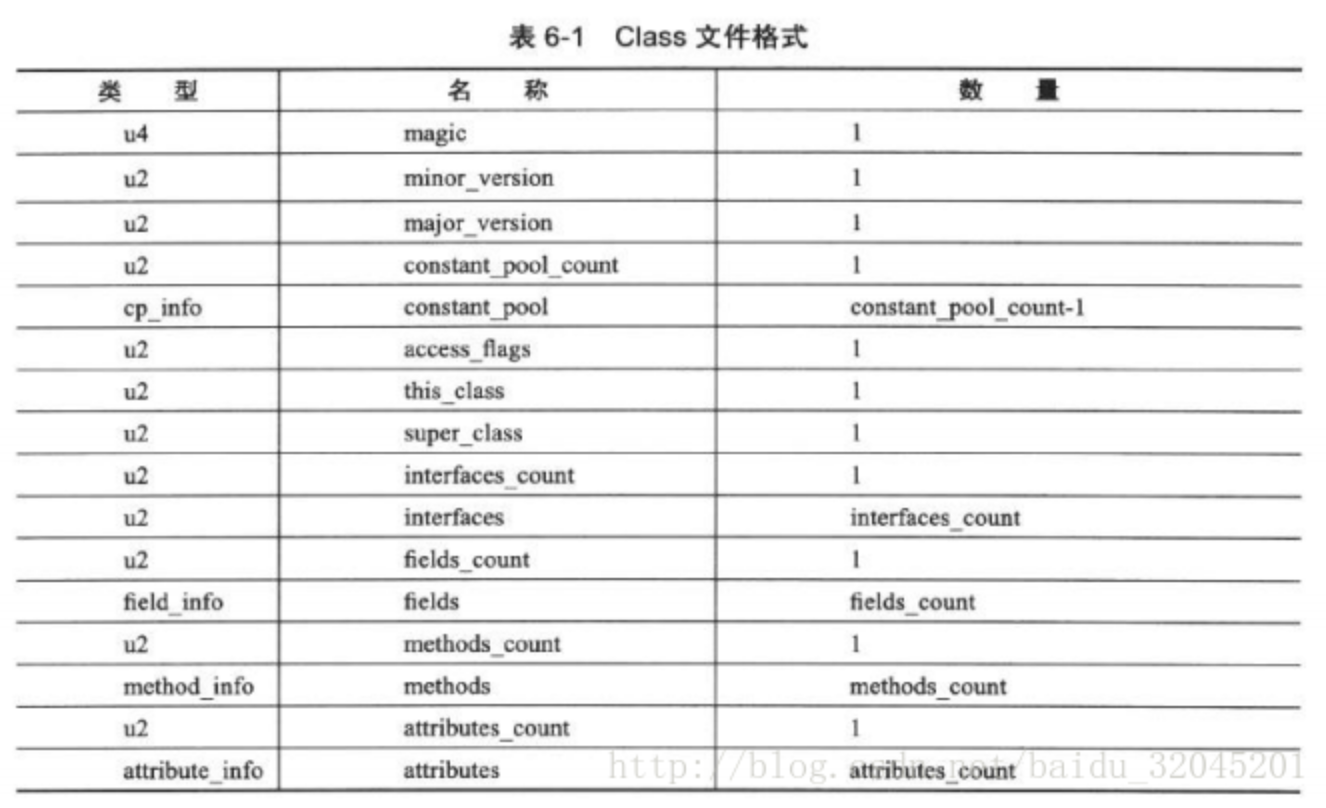 表 6-1 Class 文件格式
类 型 名 称 数 量
u4 magic 1
u2 minor_version 1
u2 major_version 1
u2 constant_pool_count 1
cp_info constant_pool constant_pool_count-1
u2 access_flags 1
u2 this_class 1
u2 super_class 1
u2 interfaces_count 1
u2 interfaces interfaces_count
u2 fields_count 1
field_info fields fields_count
u2 methods_count 1
method_info methods methods_count
u2 attributes_count 1
attribute_info attributes attributes_count
http://blog.csdn.net/baidu_32045201